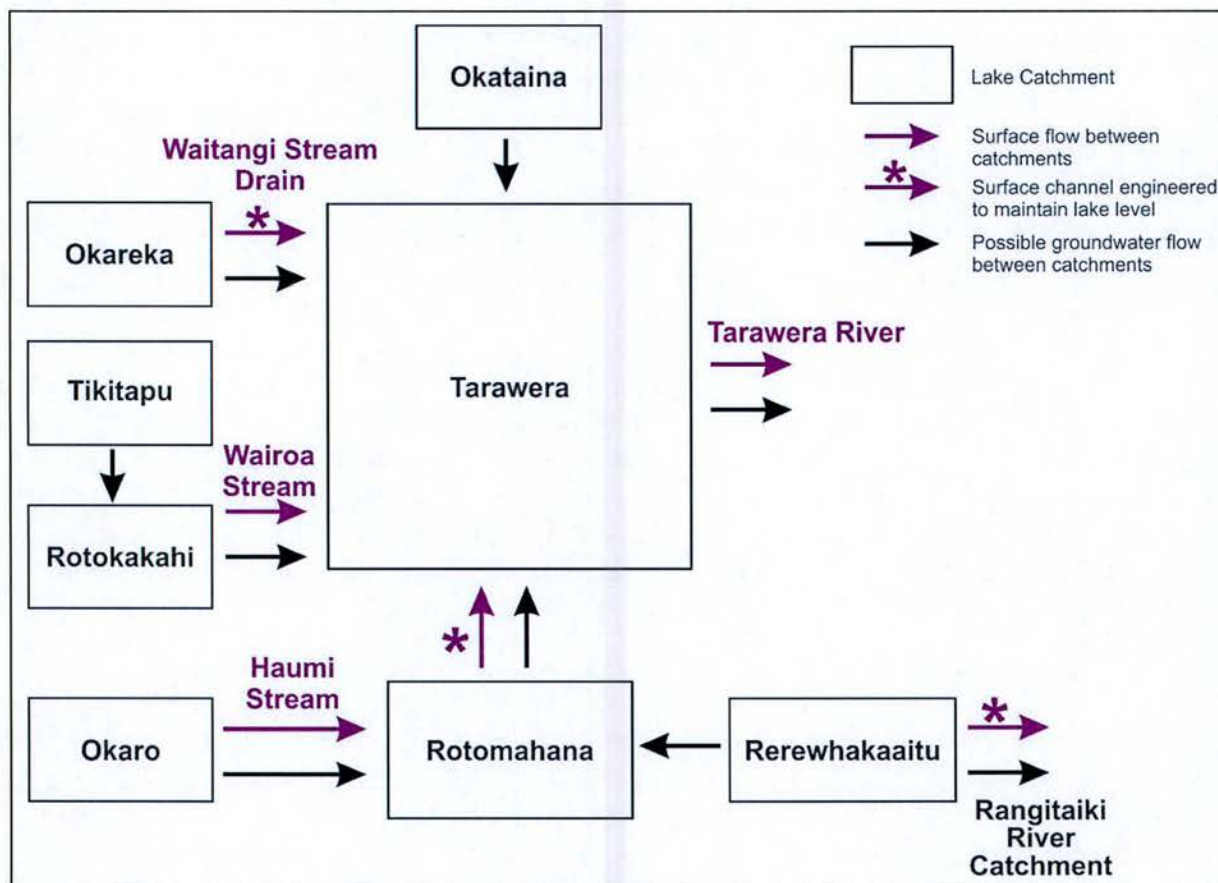 Okataina
Lake Catchment
Surface flow between
catchments
*
Surface channel engineered
to maintain lake level
Possible groundwater flow
between catchments
Waitangi Stream
Drain
*
Okareka
Tikitapu
Tarawera
Tarawera River
Wairoa
Stream
Rotokakahi
*
Haumi
Stream
Okaro
Rotomahana
Rerewhakaaitu
*
Rangitaiki
River
Catchment